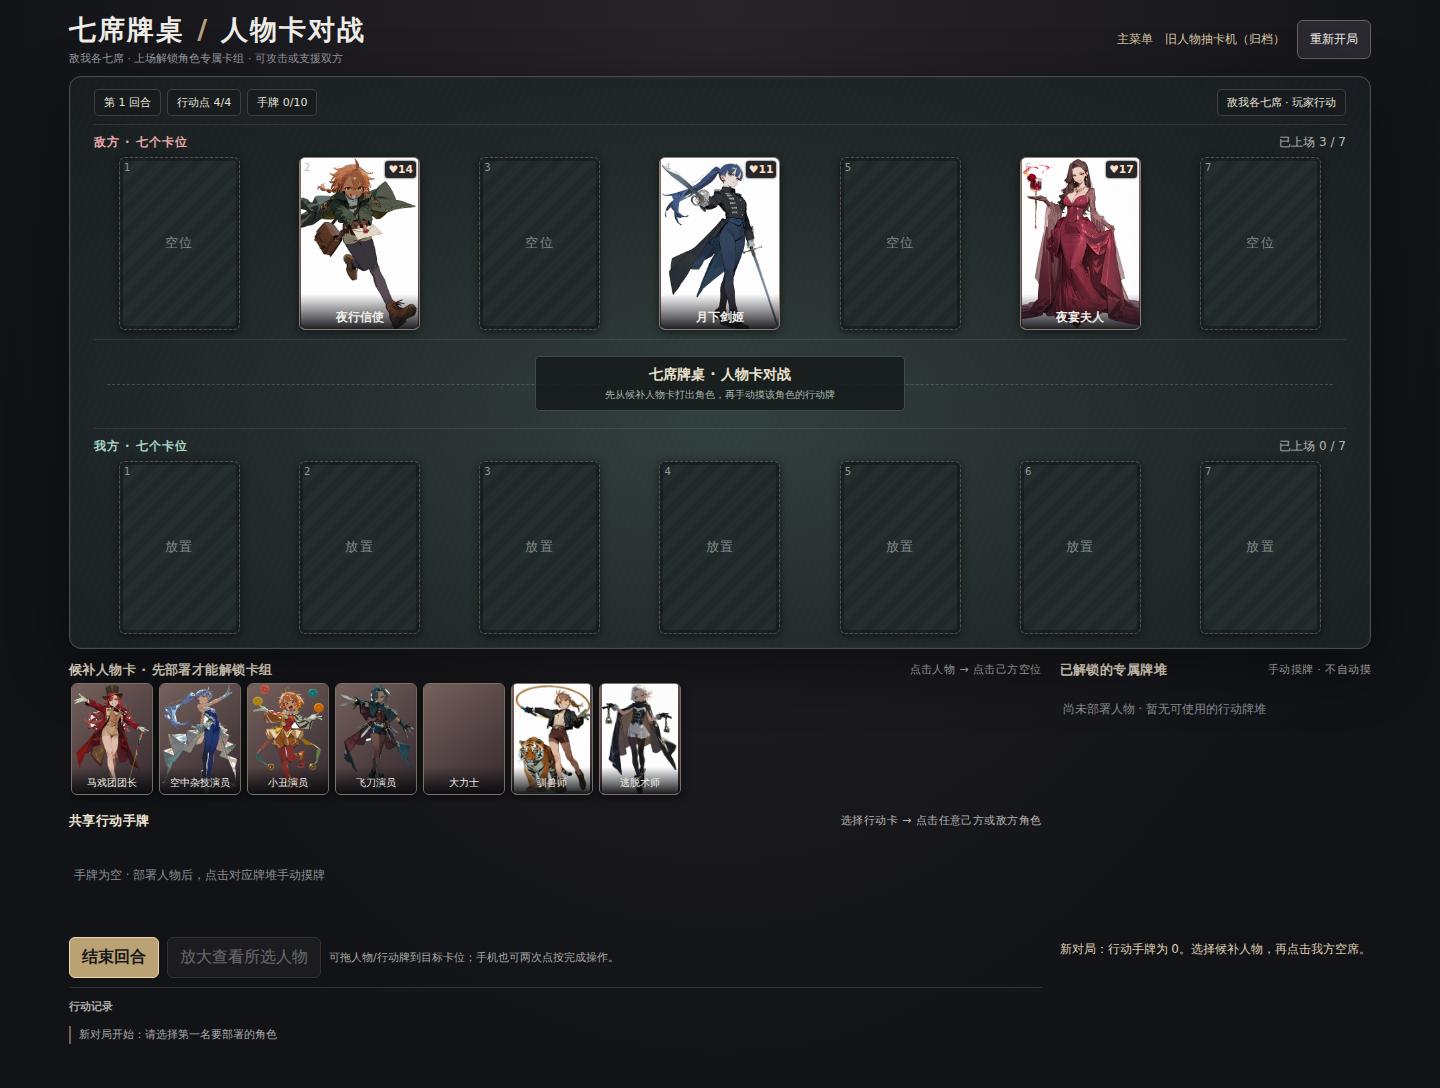 七席牌桌 / 人物卡对战
敌我各七席 · 上场解锁角色专属卡组 · 可攻击或支援双方
主菜单 旧人物抽卡机（归档） 重新开局
第 1 回合 行动点 4/4 手牌 0/10 敌我各七席 · 玩家行动
敌方 · 七个卡位 已上场 3 / 7
1 2 ♥14 3 4 ♥11 5 6 ♥17 7
空位 空位 空位 空位
夜行信使 月下剑姬 夜宴夫人
七席牌桌 · 人物卡对战
先从候补人物卡打出角色，再手动摸该角色的行动牌
我方 · 七个卡位 已上场 0 / 7
1 2 3 4 5 6 7
放置 放置 放置 放置 放置 放置 放置
候补人物卡 · 先部署才能解锁卡组 点击人物 → 点击己方空位 已解锁的专属牌堆 手动摸牌 · 不自动摸
尚未部署人物 · 暂无可使用的行动牌堆
马戏团团长 空中杂技演员 小丑演员 飞刀演员 大力士 驯兽师 逃脱术师
共享行动手牌 选择行动卡 → 点击任意己方或敌方角色
手牌为空 · 部署人物后，点击对应牌堆手动摸牌
结束回合 放大查看所选人物 可拖人物/行动牌到目标卡位；手机也可两次点按完成操作。 新对局：行动手牌为 0。选择候补人物，再点击我方空席。
行动记录
新对局开始：请选择第一名要部署的角色